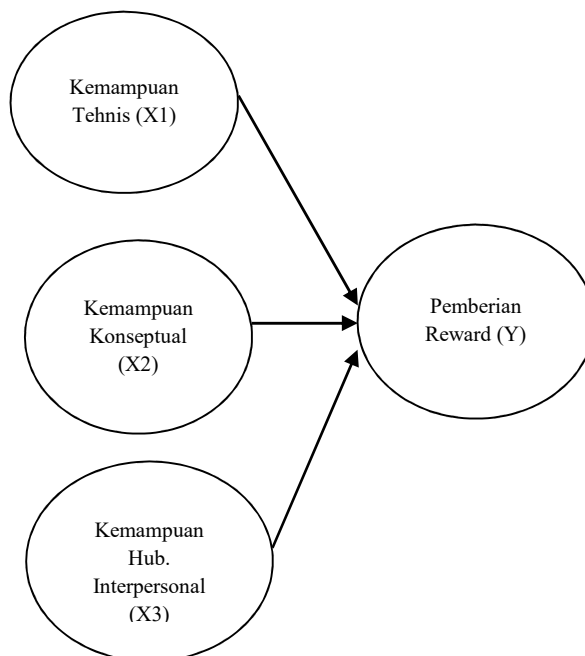 Kemampuan
Tehnis (X1)
Kemampuan
Konseptual
(X2)
Pemberian
Reward (Y)
Kemampuan
Hub.
Interpersonal
(X3)